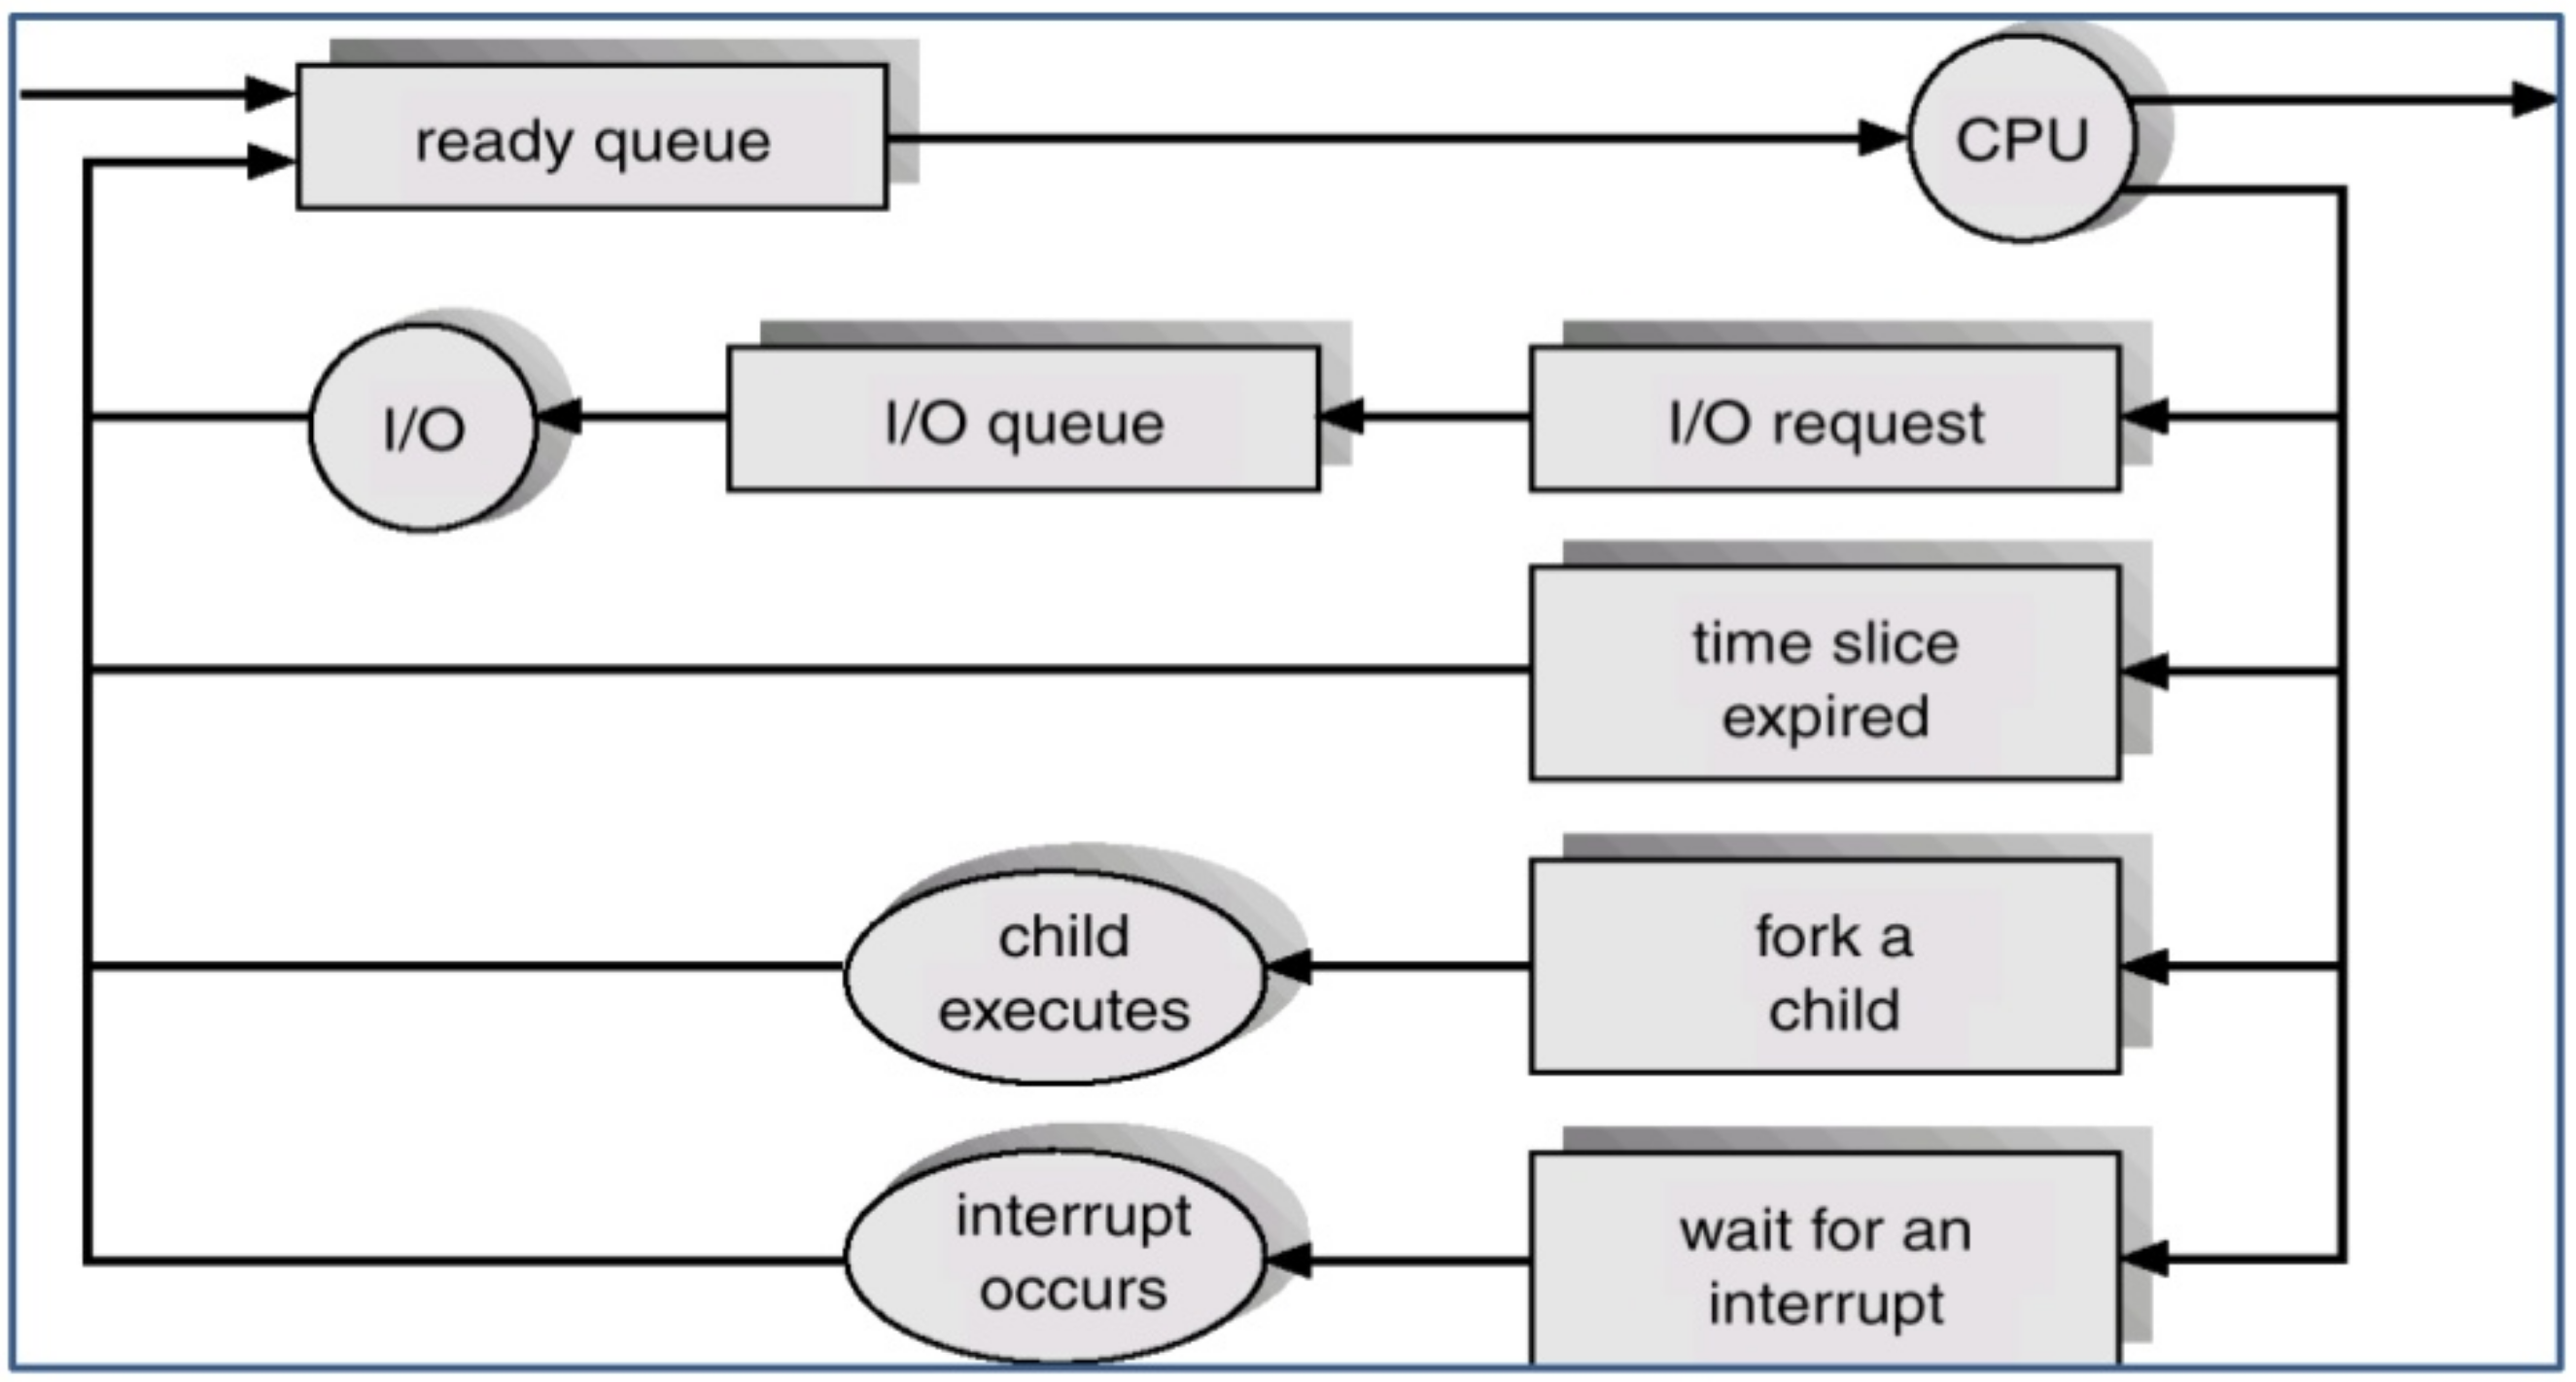 ready queue
CPU
I/O
I/O queue
I/O request
time slice
expired
child
executes
fork a
child
interrupt
occurs
wait for an
interrupt